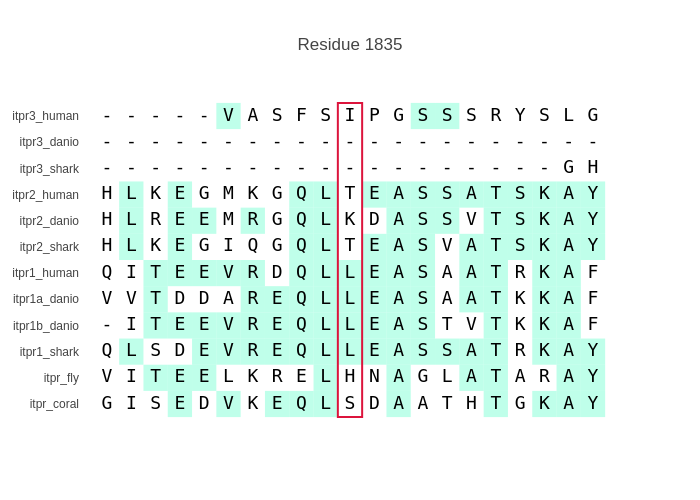 Residue 1835
itpr3_human - - - - - V A S F S I P G S S S R Y S L G
itpr3_danio - - - - - - - - - - - - - - - - - - - - -
itpr3_shark - - - - - - - - - - - - - - - - - - - G H
itpr2_human H L K E G M K G Q L T E A S S A T S K A Y
itpr2_danio H L R E E M R G Q L K D A S S V T S K A Y
itpr2_shark H L K E G I Q G Q L T E A S V A T S K A Y
itpr1_human Q I T E E V R D Q L L E A S A A T R K A F
itpr1a_danio V V T D D A R E Q L L E A S A A T K K A F
itpr1b_danio - I T E E V R E Q L L E A S T V T K K A F
itpr1_shark Q L S D E V R E Q L L E A S S A T R K A Y
itpr_fly V I T E E L K R E L H N A G L A T A R A Y
itpr_coral G I S E D V K E Q L S D A A T H T G K A Y